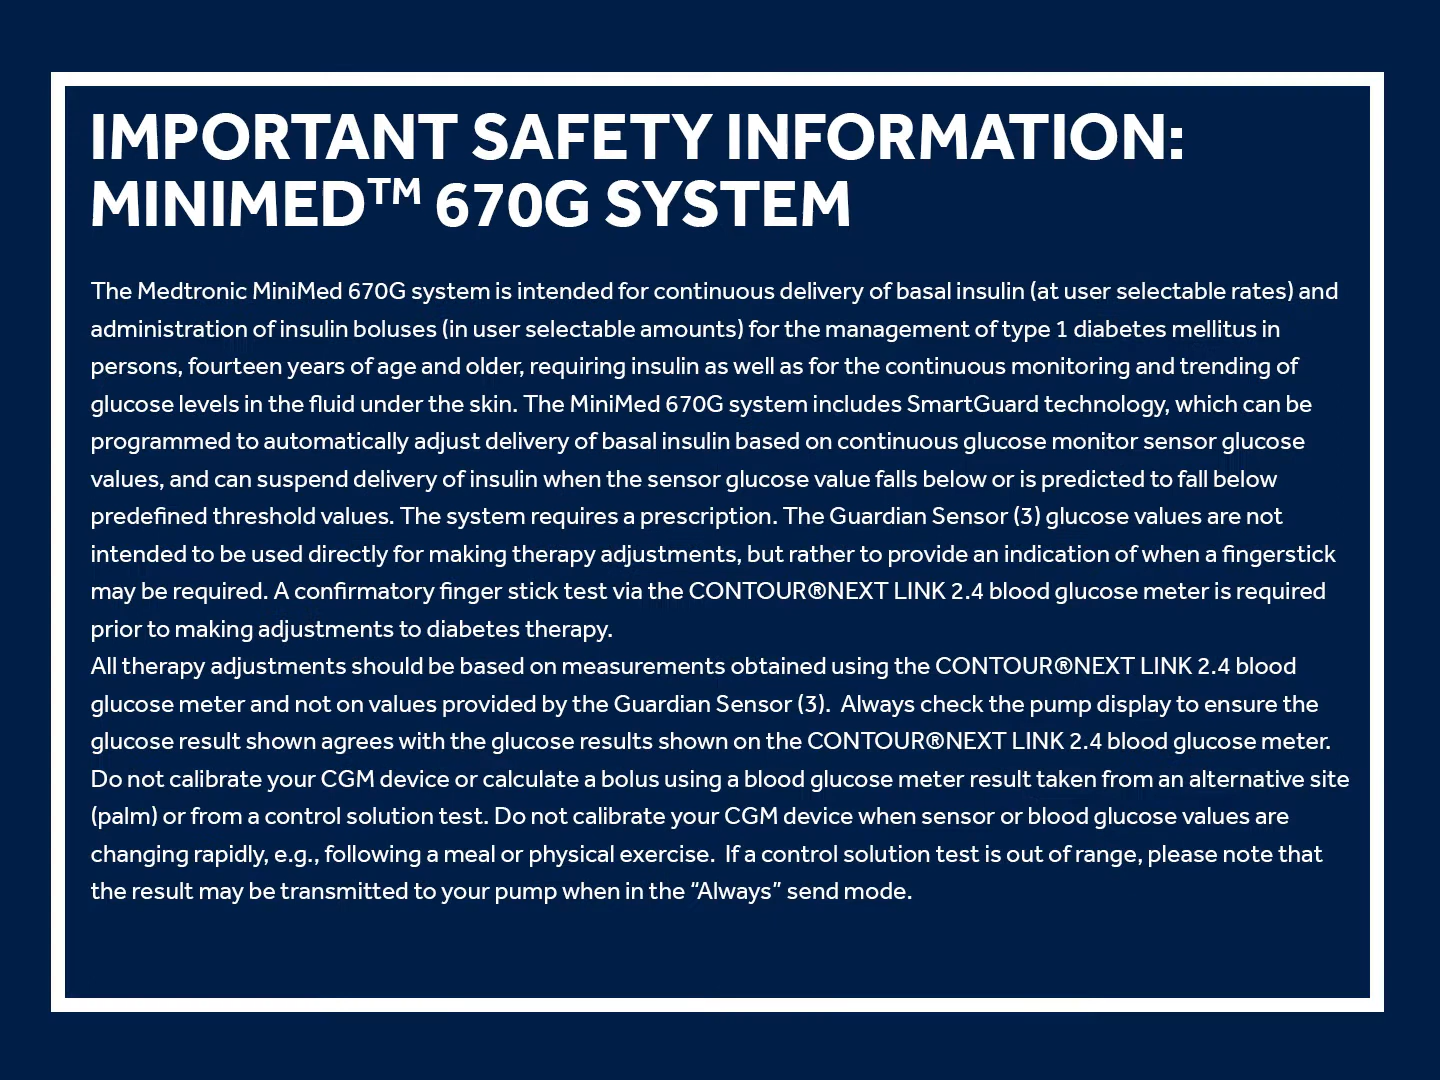 IMPORTANT SAFETY INFORMATION:
MINIMED™ 670G SYSTEM
The Medtronic MiniMed 670G system is intended for continuous delivery of basal insulin (at user selectable rates) and
administration of insulin boluses (in user selectable amounts) for the management of type 1 diabetes mellitus in
persons, fourteen years of age and older, requiring insulin as well as for the continuous monitoring and trending of
glucose levels in the fluid under the skin. The MiniMed 670G system includes SmartGuard technology, which can be
programmed to automatically adjust delivery of basal insulin based on continuous glucose monitor sensor glucose
values, and can suspend delivery of insulin when the sensor glucose value falls below or is predicted to fall below
predefined threshold values. The system requires a prescription. The Guardian Sensor (3) glucose values are not
intended to be used directly for making therapy adjustments, but rather to provide an indication of when a fingerstick
may be required. A confirmatory finger stick test via the CONTOUR®NEXT LINK 2.4 blood glucose meter is required
prior to making adjustments to diabetes therapy.
All therapy adjustments should be based on measurements obtained using the CONTOUR®NEXT LINK 2.4 blood
glucose meter and not on values provided by the Guardian Sensor (3).  Always check the pump display to ensure the
glucose result shown agrees with the glucose results shown on the CONTOUR®NEXT LINK 2.4 blood glucose meter.
Do not calibrate your CGM device or calculate a bolus using a blood glucose meter result taken from an alternative site
(palm) or from a control solution test. Do not calibrate your CGM device when sensor or blood glucose values are
changing rapidly, e.g., following a meal or physical exercise.  If a control solution test is out of range, please note that
the result may be transmitted to your pump when in the “Always” send mode.